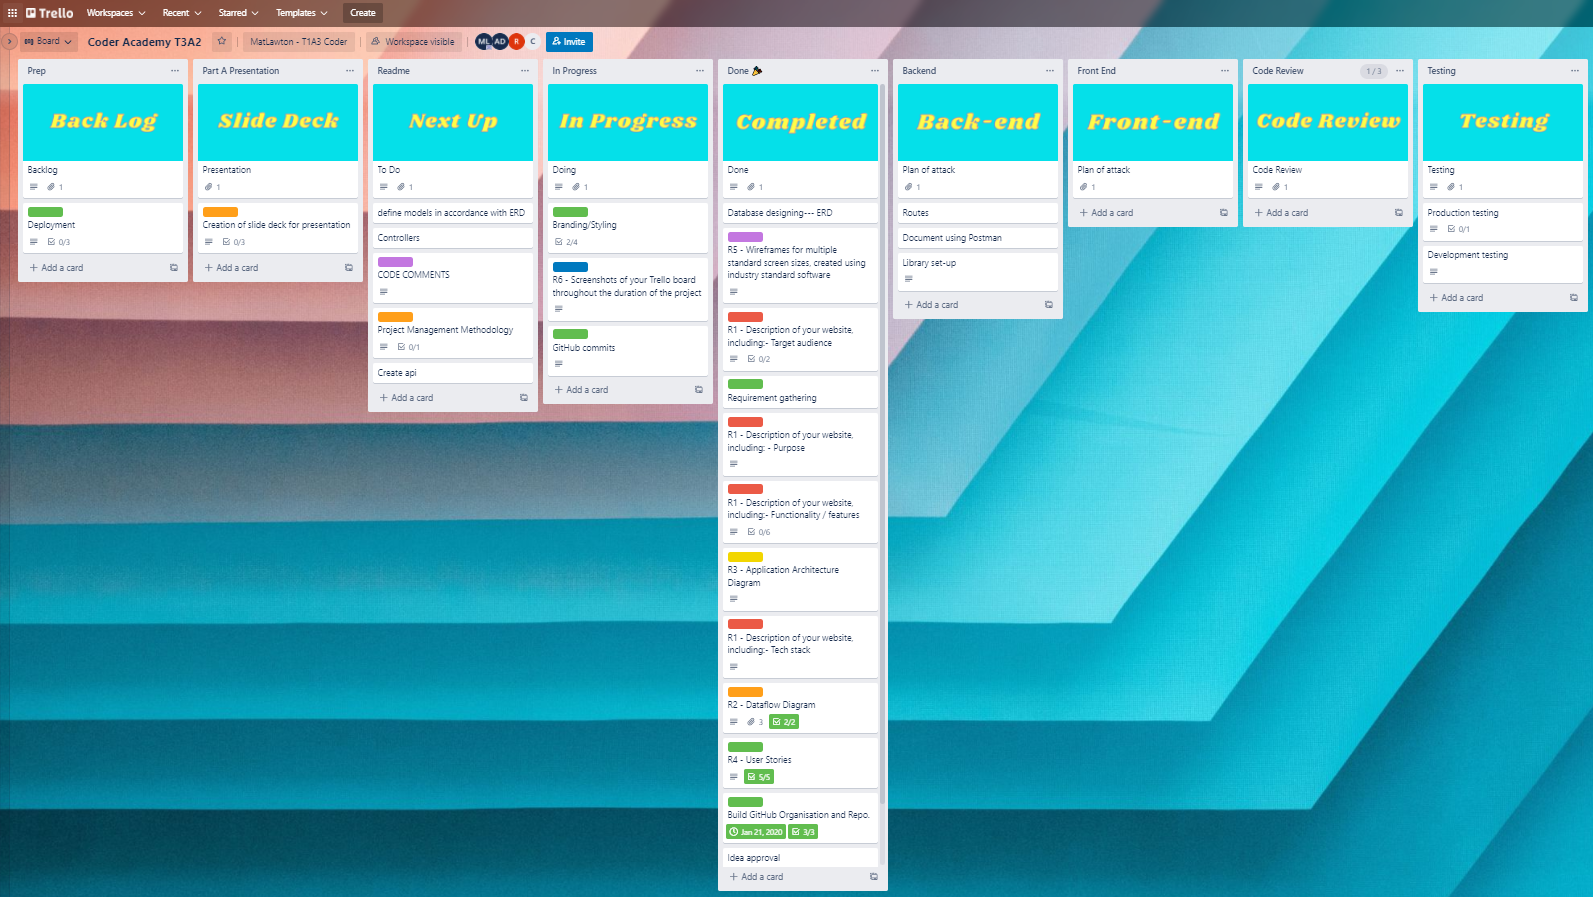 Trello
Workspaces
Recent
Starred
Templates
Create
Board
Coder Academy T3A2
MatLawton - T1A3 Coder
Workspace visible
ML
AD
R
C
Invite
Prep
Back Log
Backlog
1
Deployment
0/3
+ Add a card
Part A Presentation
Slide Deck
Presentation
1
Creation of slide deck for presentation
0/3
+ Add a card
Readme
Next Up
To Do
1
define models in accordance with ERD
Controllers
CODE COMMENTS
Project Management Methodology
0/1
Create api
+ Add a card
In Progress
In Progress
Doing
1
Branding/Styling
2/4
R6 - Screenshots of your Trello board
throughout the duration of the project
GitHub commits
+ Add a card
Done 🎉
Completed
Done
1
Database designing--- ERD
R5 - Wireframes for multiple
standard screen sizes, created using
industry standard software
R1 - Description of your website,
including:- Target audience
0/2
Requirement gathering
R1 - Description of your website,
including: - Purpose
R1 - Description of your website,
including:- Functionality / features
0/6
R3 - Application Architecture
Diagram
R1 - Description of your website,
including:- Tech stack
R2 - Dataflow Diagram
3
2/2
R4 - User Stories
5/5
Build GitHub Organisation and Repo.
Jan 21, 2020
3/3
Idea approval
+ Add a card
Backend
Back-end
Plan of attack
1
Routes
Document using Postman
Library set-up
+ Add a card
Front End
Front-end
Plan of attack
1
+ Add a card
Code Review
1 / 3
Code Review
Code Review
1
+ Add a card
Testing
Testing
Testing
1
Production testing
0/1
Development testing
+ Add a card